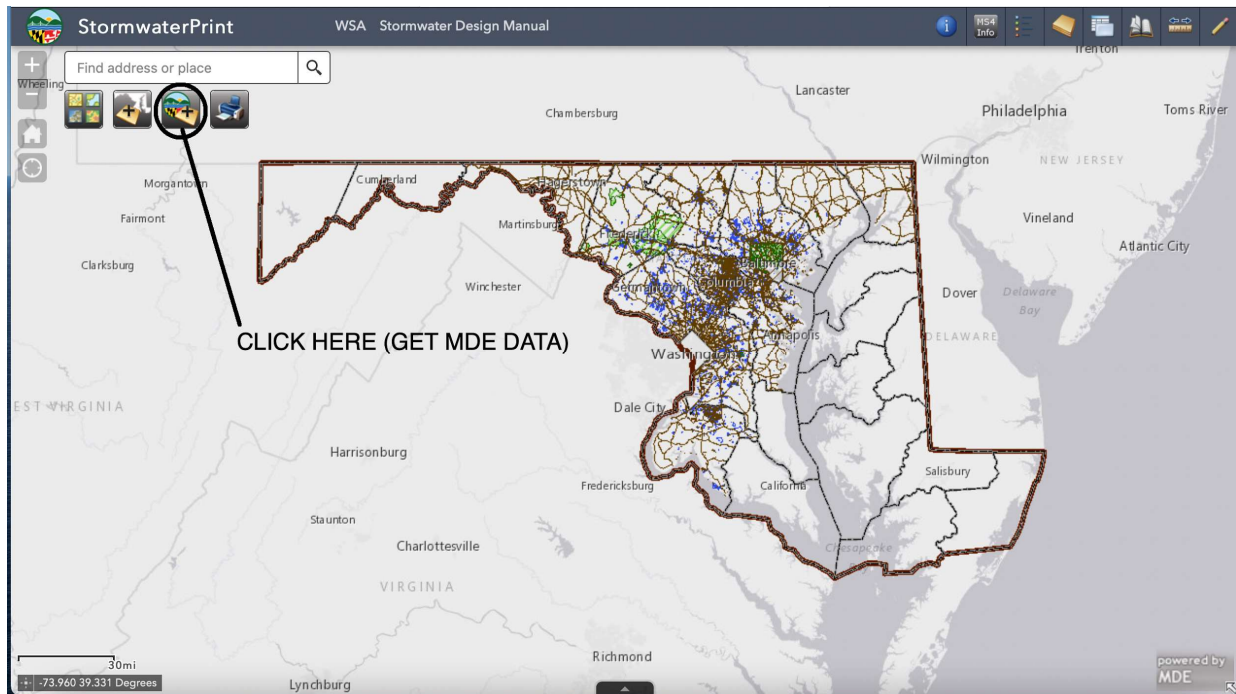 StormwaterPrint
WSA Stormwater Design Manual
MS4
Info
Find address or place
Wheeling
Trenton
Lancaster
Philadelphia
Toms River
Chambersburg
Wilmington
NEW JERSEY
Morgantown
Cumberland
Hagerstown
Fairmont
Martinsburg
Frederick
Vineland
Atlantic City
Clarksburg
Baltimore
Winchester
Germantown
Columbia
Dover
Delaware
Bay
CLICK HERE (GET MDE DATA)
Annapolis
DELAWARE
Washington
Dale City
EST VIRGINIA
Harrisonburg
Salisbury
Fredericksburg
California
Staunton
Charlottesville
Chesapeake
VIRGINIA
Richmond
30mi
powered by
MDE
-73.960 39.331 Degrees
Lynchburg